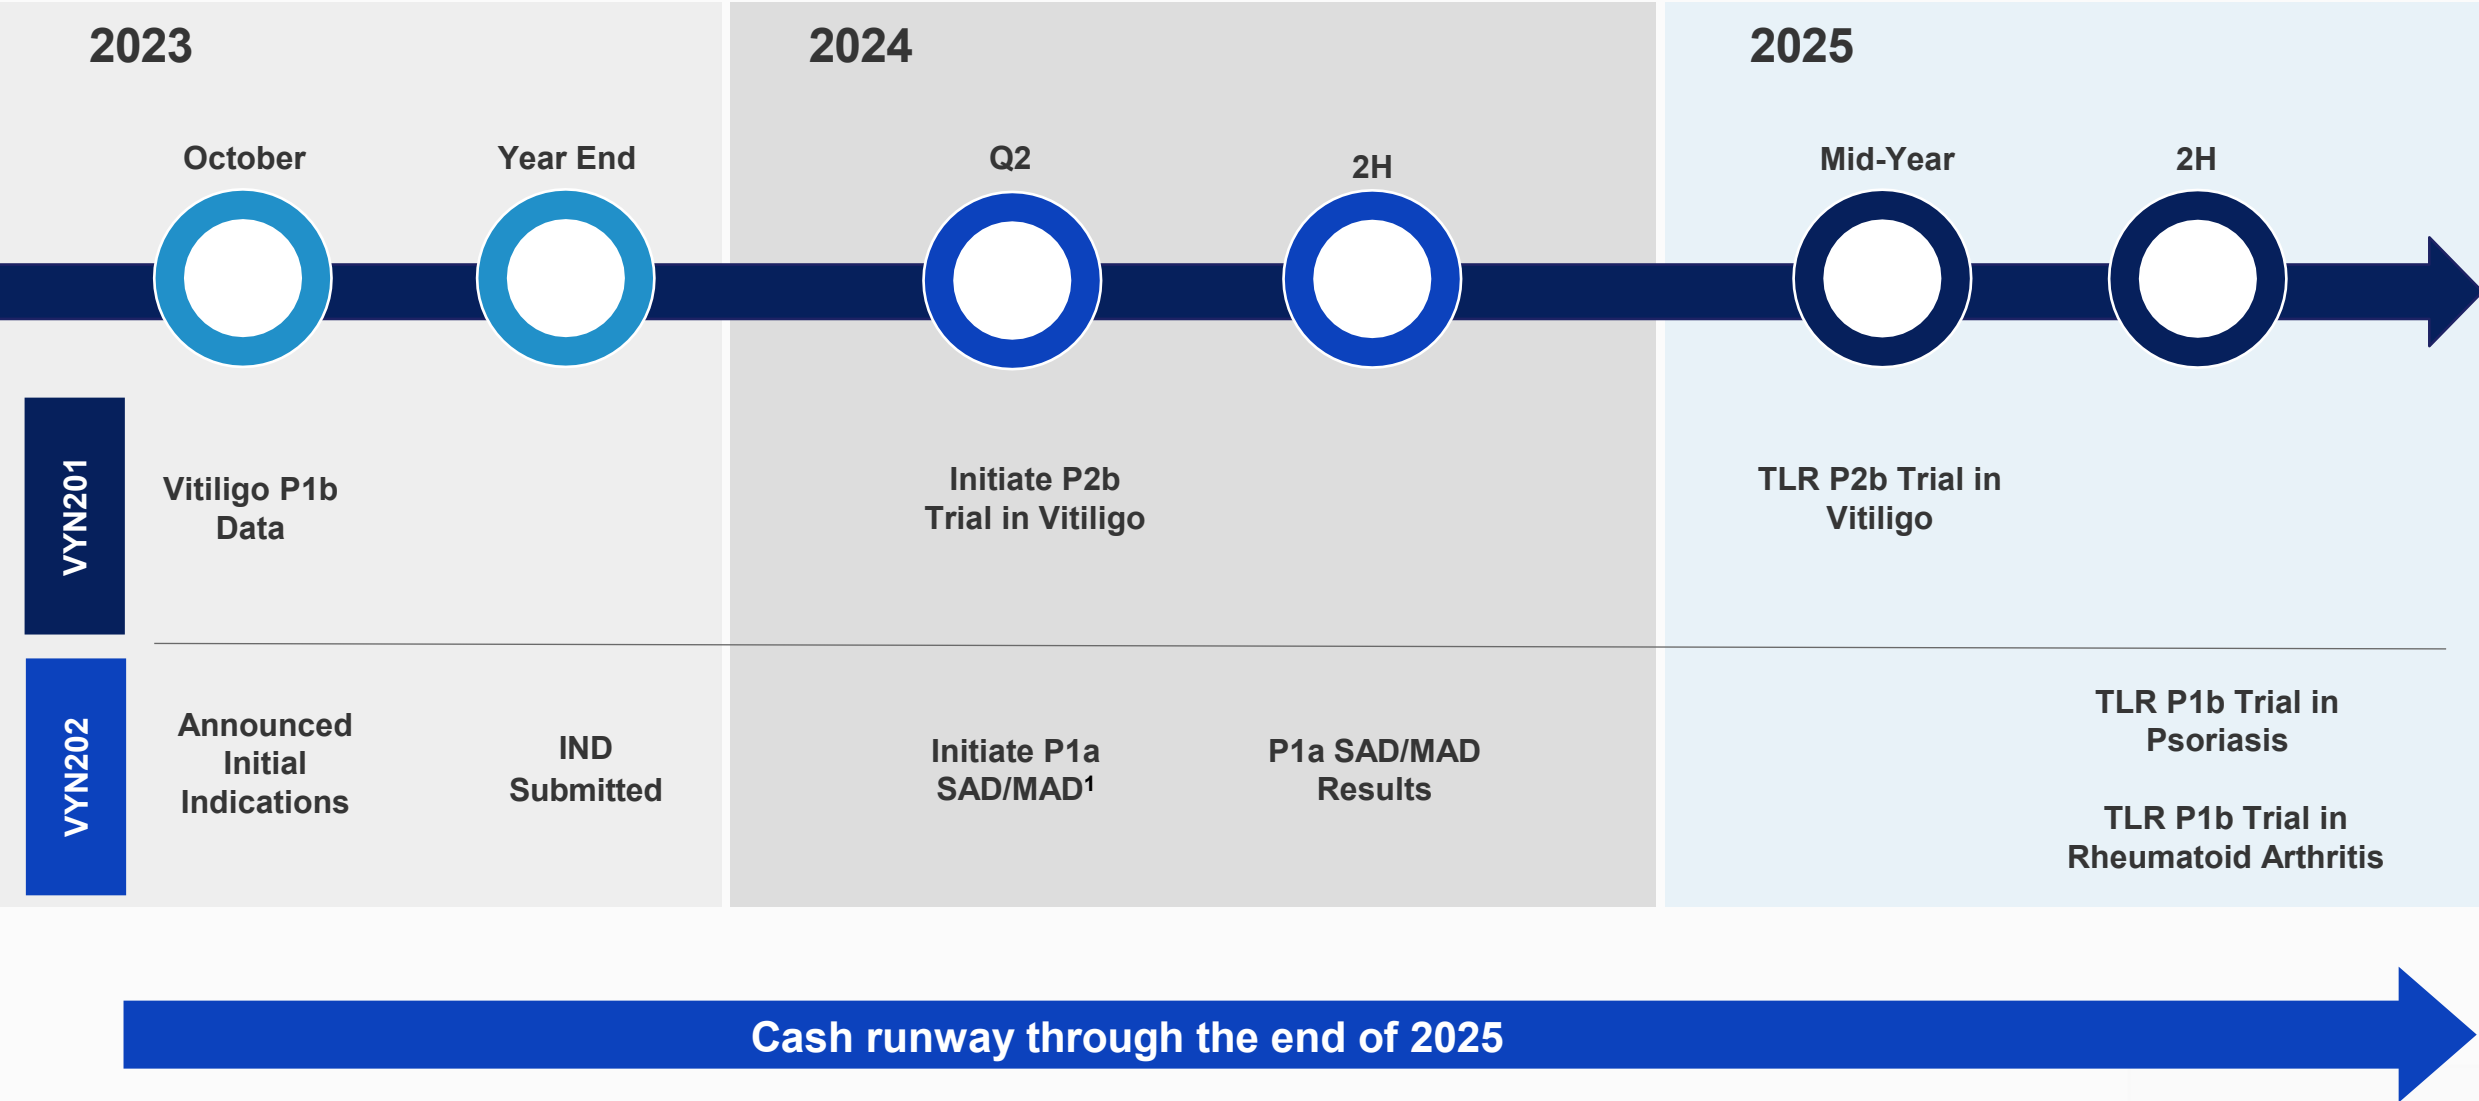 2023
2024
2025
October
Year End
Q2
2H
Mid-Year
2H
VYN201
Vitiligo P1b
Data
Initiate P2b
Trial in Vitiligo
TLR P2b Trial in
Vitiligo
VYN202
Announced
Initial
Indications
IND
Submitted
Initiate P1a
SAD/MAD¹
P1a SAD/MAD
Results
TLR P1b Trial in
Psoriasis
TLR P1b Trial in
Rheumatoid Arthritis
Cash runway through the end of 2025